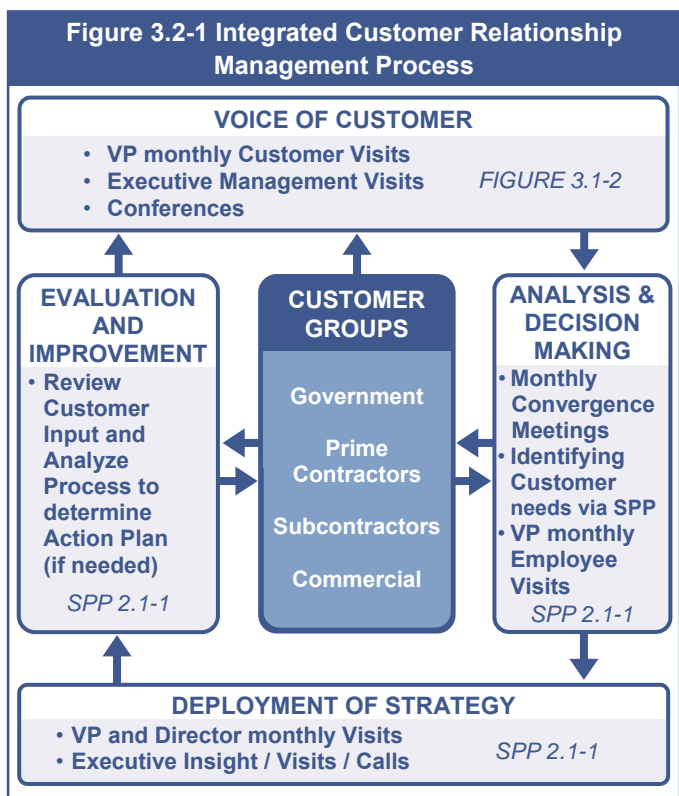 Figure 3.2-1 Integrated Customer Relationship
Management Process
VOICE OF CUSTOMER
• VP monthly Customer Visits
• Executive Management Visits
• Conferences
FIGURE 3.1-2
EVALUATION
AND
IMPROVEMENT
• Review
Customer
Input and
Analyze
Process to
determine
Action Plan
(if needed)
SPP 2.1-1
CUSTOMER
GROUPS
Government
Prime
Contractors
Subcontractors
Commercial
ANALYSIS &
DECISION
MAKING
• Monthly
Convergence
Meetings
• Identifying
Customer
needs via SPP
• VP monthly
Employee
Visits
SPP 2.1-1
DEPLOYMENT OF STRATEGY
• VP and Director monthly Visits
• Executive Insight / Visits / Calls
SPP 2.1-1